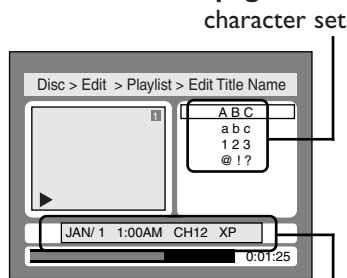 character set
Disc > Edit > Playlist > Edit Title Name
1
A B C
a b c
1 2 3
@ ! ?
JAN/ 1 1:00AM CH12 XP
0:01:25